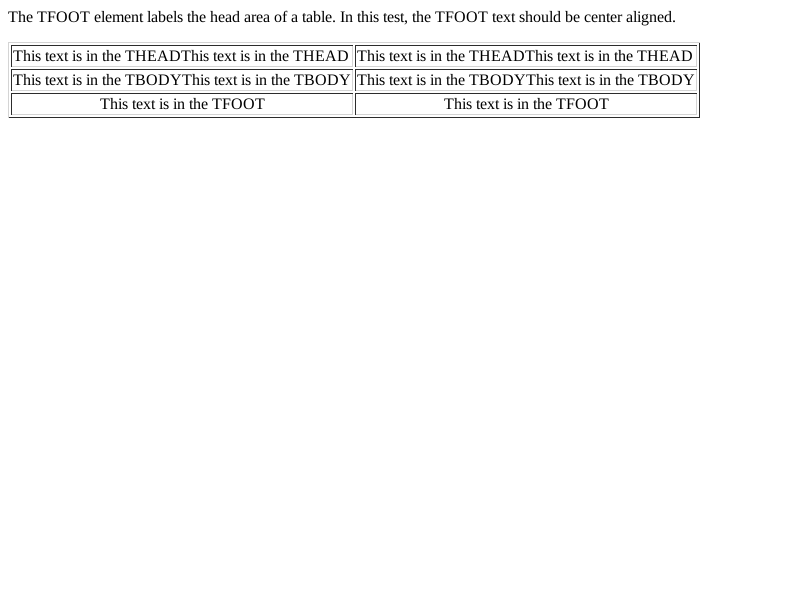 The TFOOT element labels the head area of a table. In this test, the TFOOT text should be center aligned.
This text is in the THEADThis text is in the THEAD This text is in the THEADThis text is in the THEAD
This text is in the TBODYThis text is in the TBODY This text is in the TBODYThis text is in the TBODY
This text is in the TFOOT This text is in the TFOOT